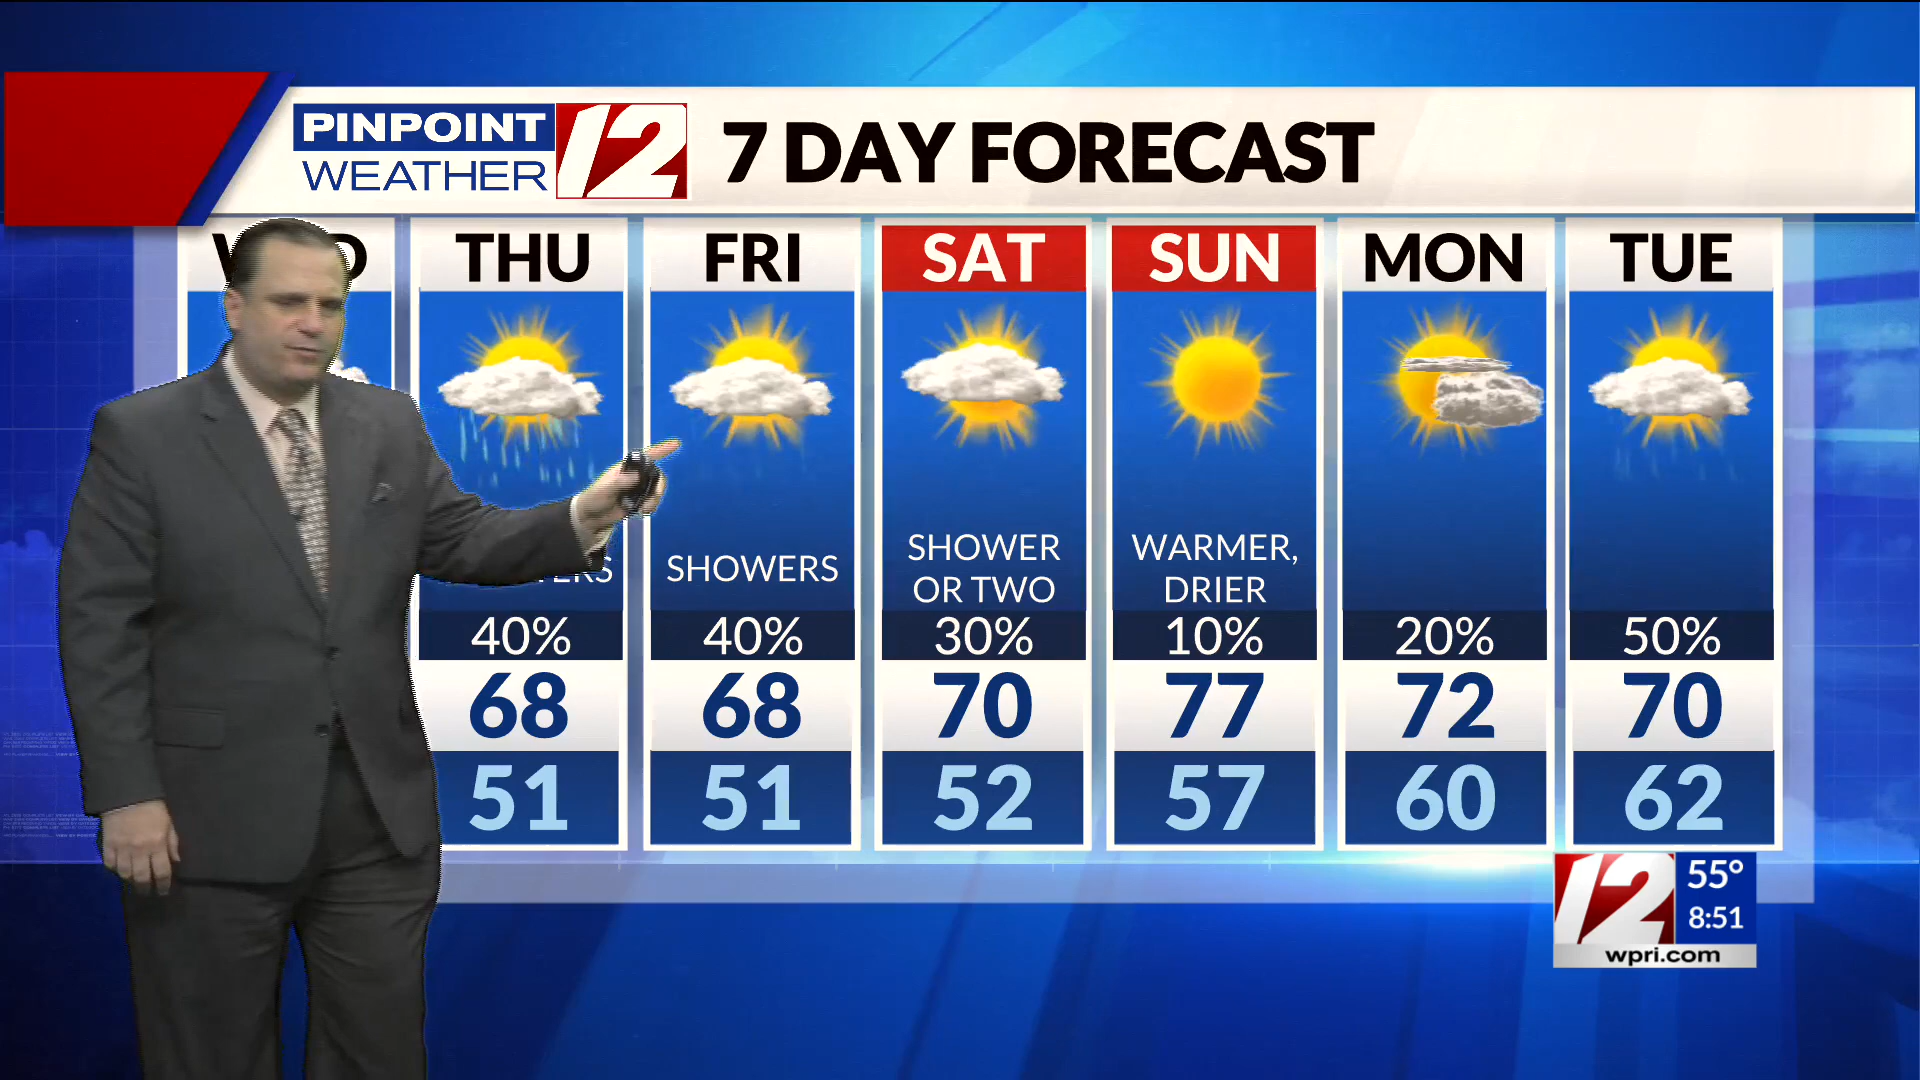 PINPOINT
WEATHER
12
7 DAY FORECAST
THU
FRI
SAT
SUN
MON
TUE
SHOWERS
SHOWER
OR TWO
WARMER,
DRIER
40%
40%
30%
10%
20%
50%
68
68
70
77
72
70
51
51
52
57
60
62
12
55°
8:51
wpri.com